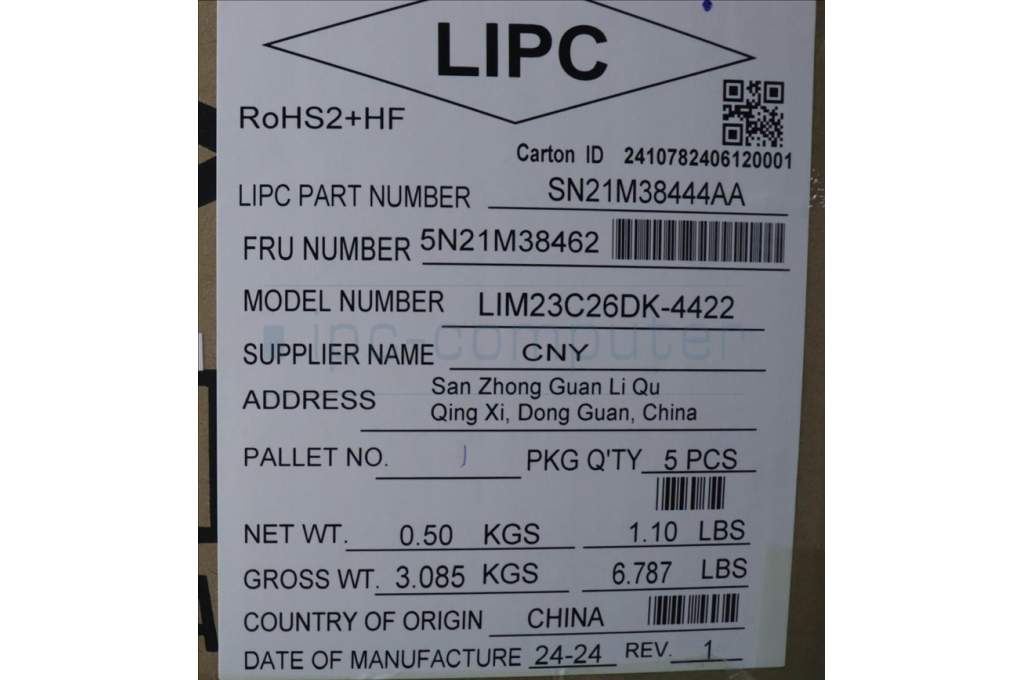 LIPC
RoHS2+HF
Carton ID 2410782406120001
LIPC PART NUMBER SN21M38444AA
FRU NUMBER 5N21M38462
MODEL NUMBER LIM23C26DK-4422
ipc-computer
SUPPLIER NAME CNY
ADDRESS San Zhong Guan Li Qu
Qing Xi, Dong Guan, China
PALLET NO. 1 PKG Q'TY 5 PCS
NET WT. 0.50 KGS 1.10 LBS
GROSS WT. 3.085 KGS 6.787 LBS
COUNTRY OF ORIGIN CHINA
DATE OF MANUFACTURE 24-24 REV. 1